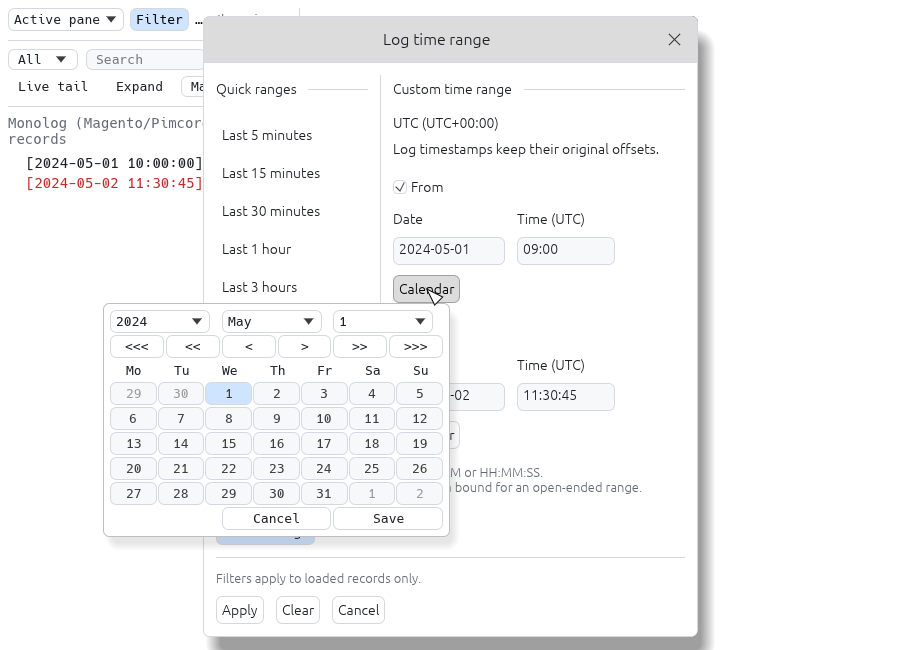 Active pane Filter …
Log time range
All Search
Live tail Expand Ma
Monolog (Magento/Pimcor
records
[2024-05-01 10:00:00]
[2024-05-02 11:30:45]
Quick ranges
Last 5 minutes
Last 15 minutes
Last 30 minutes
Last 1 hour
Last 3 hours
Custom time range
UTC (UTC+00:00)
Log timestamps keep their original offsets.
From
Date Time (UTC)
2024-05-01 09:00
Calendar
Time (UTC)
-02 11:30:45
M or HH:MM:SS.
bound for an open-ended range.
2024 May 1
<<< << < > >> >>>
Mo Tu We Th Fr Sa Su
29 30 1 2 3 4 5
6 7 8 9 10 11 12
13 14 15 16 17 18 19
20 21 22 23 24 25 26
27 28 29 30 31 1 2
Cancel Save
Filters apply to loaded records only.
Apply Clear Cancel